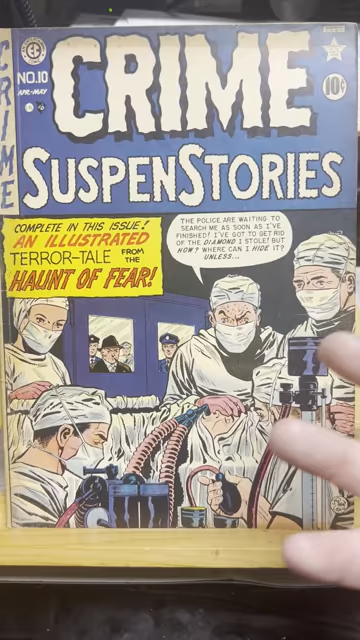 CRIME
EC
NO.10
APR.-MAY
10¢
CRIME
SUSPENSTORIES
COMPLETE IN THIS ISSUE!
AN ILLUSTRATED
TERROR-TALE FROM THE
HAUNT OF FEAR!
THE POLICE ARE WAITING TO
SEARCH ME AS SOON AS I'VE
FINISHED! I'VE GOT TO GET RID
OF THE DIAMOND I STOLE! BUT
HOW? WHERE CAN I HIDE IT?
UNLESS...